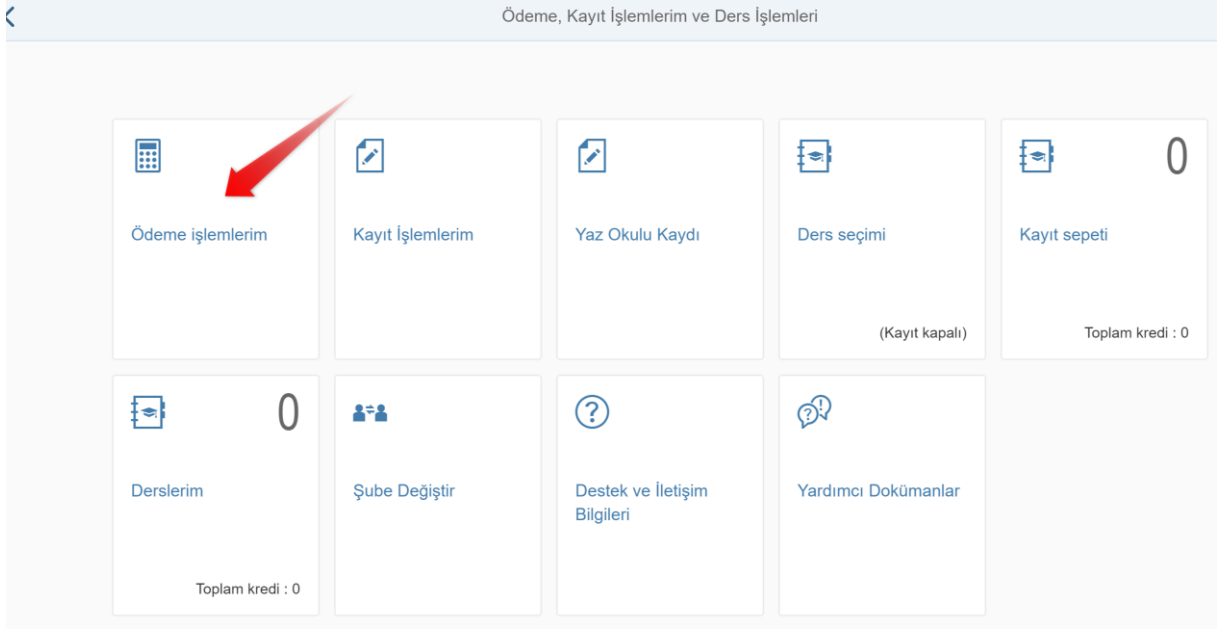 Ödeme, Kayıt İşlemlerim ve Ders İşlemleri
Ödeme işlemlerim
Kayıt İşlemlerim
Yaz Okulu Kaydı
Ders seçimi
(Kayıt kapalı)
0
Kayıt sepeti
Toplam kredi : 0
0
Derslerim
Toplam kredi : 0
Şube Değiştir
Destek ve İletişim
Bilgileri
Yardımcı Dokümanlar